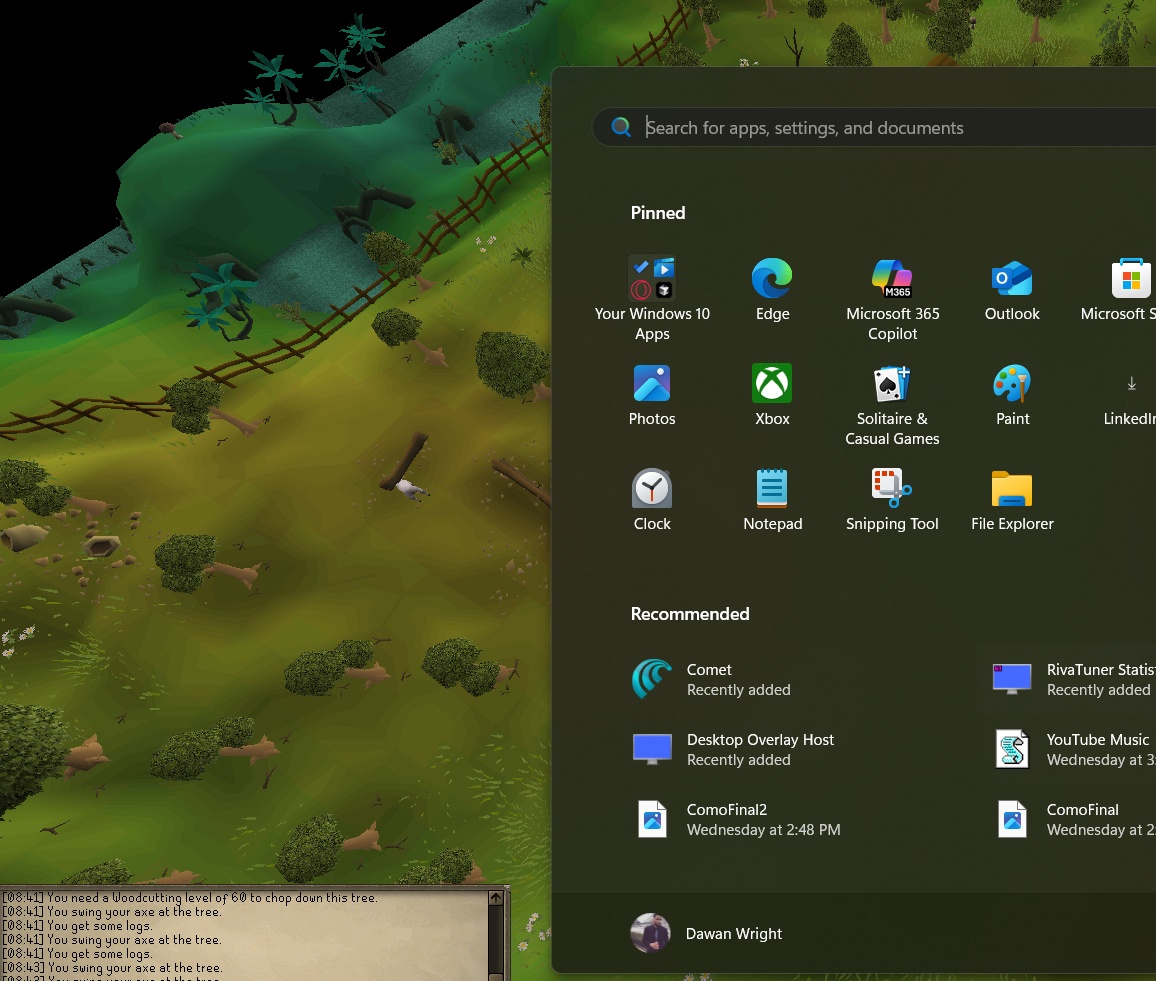 Search for apps, settings, and documents
Pinned
Your Windows 10
Apps
Edge
M365
Microsoft 365
Copilot
Outlook
Microsoft S
Photos
Xbox
Solitaire &
Casual Games
Paint
LinkedIn
Clock
Notepad
Snipping Tool
File Explorer
Recommended
Comet
Recently added
RivaTuner Statist
Recently added
Desktop Overlay Host
Recently added
YouTube Music
Wednesday at 3:
ComoFinal2
Wednesday at 2:48 PM
ComoFinal
Wednesday at 2:
Dawan Wright
[08:41] You need a Woodcutting level of 60 to chop down this tree.
[08:41] You swing your axe at the tree.
[08:41] You get some logs.
[08:41] You swing your axe at the tree.
[08:41] You get some logs.
[08:43] You swing your axe at the tree.